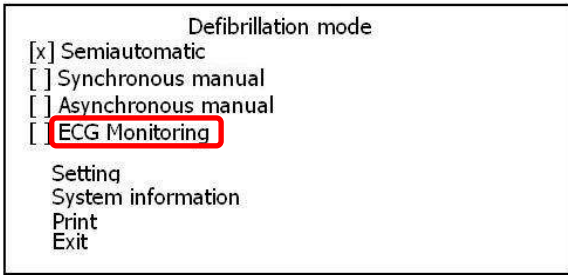 Defibrillation mode
[x] Semiautomatic
[ ] Synchronous manual
[ ] Asynchronous manual
[ ] ECG Monitoring
Setting
System information
Print
Exit